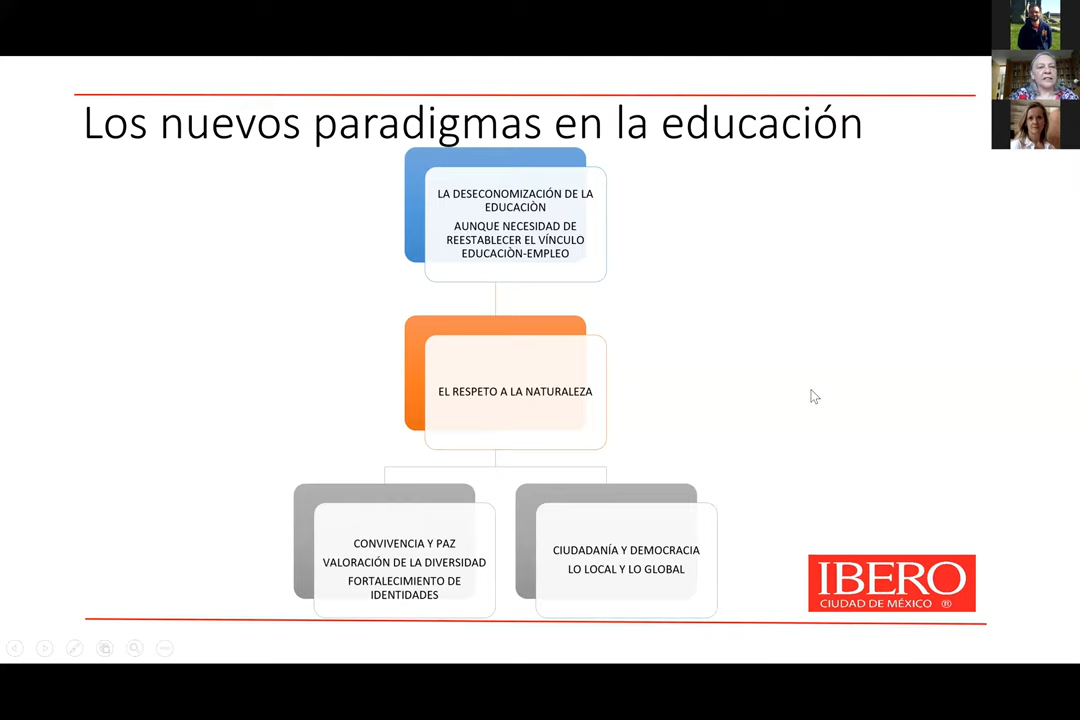 Los nuevos paradigmas en la educación
LA DESECONOMIZACIÓN DE LA
EDUCACIÒN
AUNQUE NECESIDAD DE
REESTABLECER EL VÍNCULO
EDUCACIÒN-EMPLEO
EL RESPETO A LA NATURALEZA
CONVIVENCIA Y PAZ
VALORACIÓN DE LA DIVERSIDAD
FORTALECIMIENTO DE
IDENTIDADES
CIUDADANÍA Y DEMOCRACIA
LO LOCAL Y LO GLOBAL
IBERO
CIUDAD DE MÉXICO ®